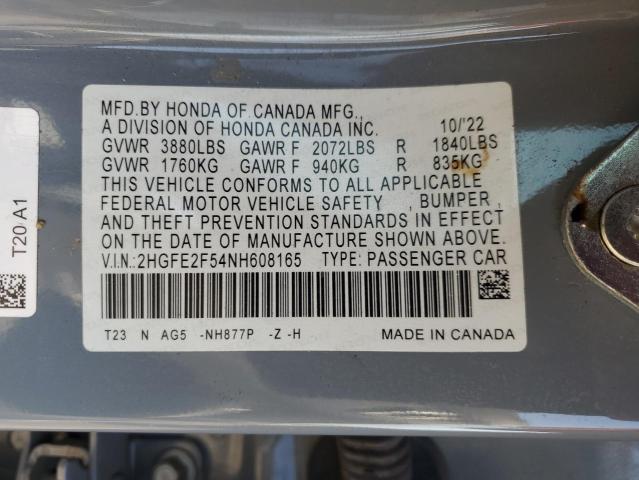 MFD.BY HONDA OF CANADA MFG.,
A DIVISION OF HONDA CANADA INC. 10/'22
GVWR 3880LBS GAWR F 2072LBS R 1840LBS
GVWR 1760KG GAWR F 940KG R 835KG
THIS VEHICLE CONFORMS TO ALL APPLICABLE
FEDERAL MOTOR VEHICLE SAFETY , BUMPER ,
AND THEFT PREVENTION STANDARDS IN EFFECT
ON THE DATE OF MANUFACTURE SHOWN ABOVE.
V.I.N.:2HGFE2F54NH608165 TYPE: PASSENGER CAR
T23 N AG5 -NH877P -Z -H MADE IN CANADA
T20 A1